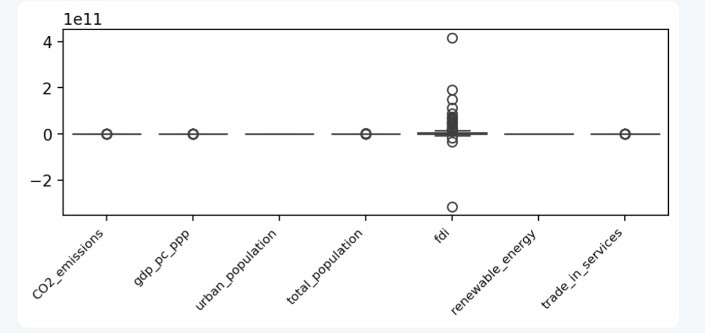 1e11
4
2
0
−2
CO2_emissions
gdp_pc_ppp
urban_population
total_population
fdi
renewable_energy
trade_in_services